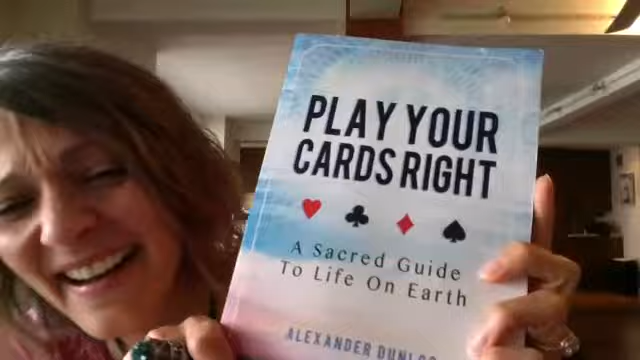 PLAY YOUR
CARDS RIGHT
A Sacred Guide
To Life On Earth
ALEXANDER